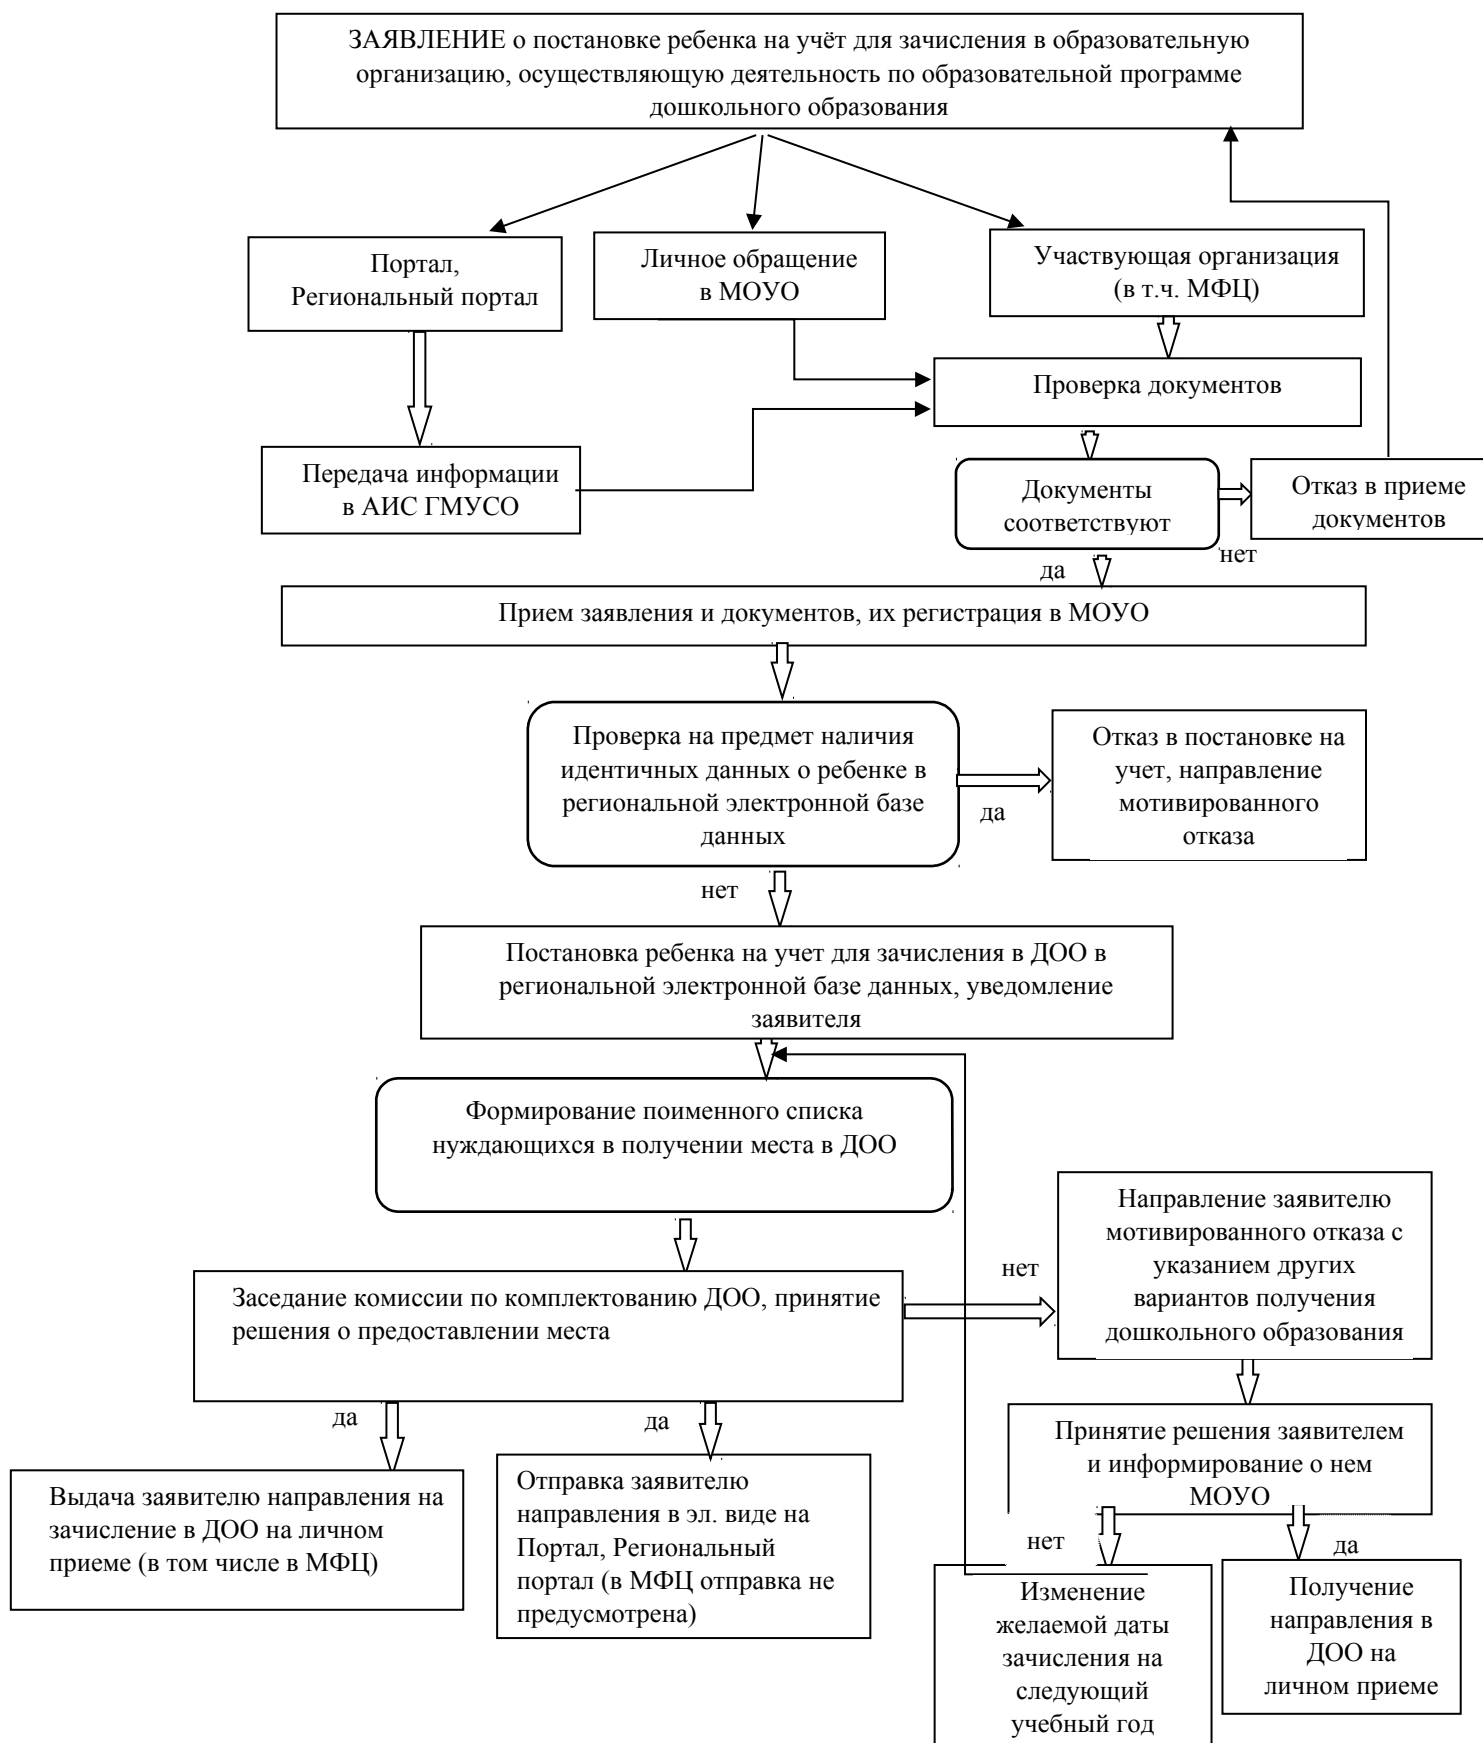 ЗАЯВЛЕНИЕ о постановке ребенка на учёт для зачисления в образовательную
организацию, осуществляющую деятельность по образовательной программе
дошкольного образования
Портал,
Региональный портал
Личное обращение
в МОУО
Участвующая организация
(в т.ч. МФЦ)
Проверка документов
Передача информации
в АИС ГМУСО
Документы
соответствуют
Отказ в приеме
документов
нет
да
Прием заявления и документов, их регистрация в МОУО
Проверка на предмет наличия
идентичных данных о ребенке в
региональной электронной базе
данных
да
Отказ в постановке на
учет, направление
мотивированного
отказа
нет
Постановка ребенка на учет для зачисления в ДОО в
региональной электронной базе данных, уведомление
заявителя
Формирование поименного списка
нуждающихся в получении места в ДОО
Заседание комиссии по комплектованию ДОО, принятие
решения о предоставлении места
нет
Направление заявителю
мотивированного отказа с
указанием других
вариантов получения
дошкольного образования
да
да
Принятие решения заявителем
и информирование о нем
МОУО
Выдача заявителю направления на
зачисление в ДОО на личном
приеме (в том числе в МФЦ)
Отправка заявителю
направления в эл. виде на
Портал, Региональный
портал (в МФЦ отправка не
предусмотрена)
нет
да
Изменение
желаемой даты
зачисления на
следующий
учебный год
Получение
направления в
ДОО на
личном приеме